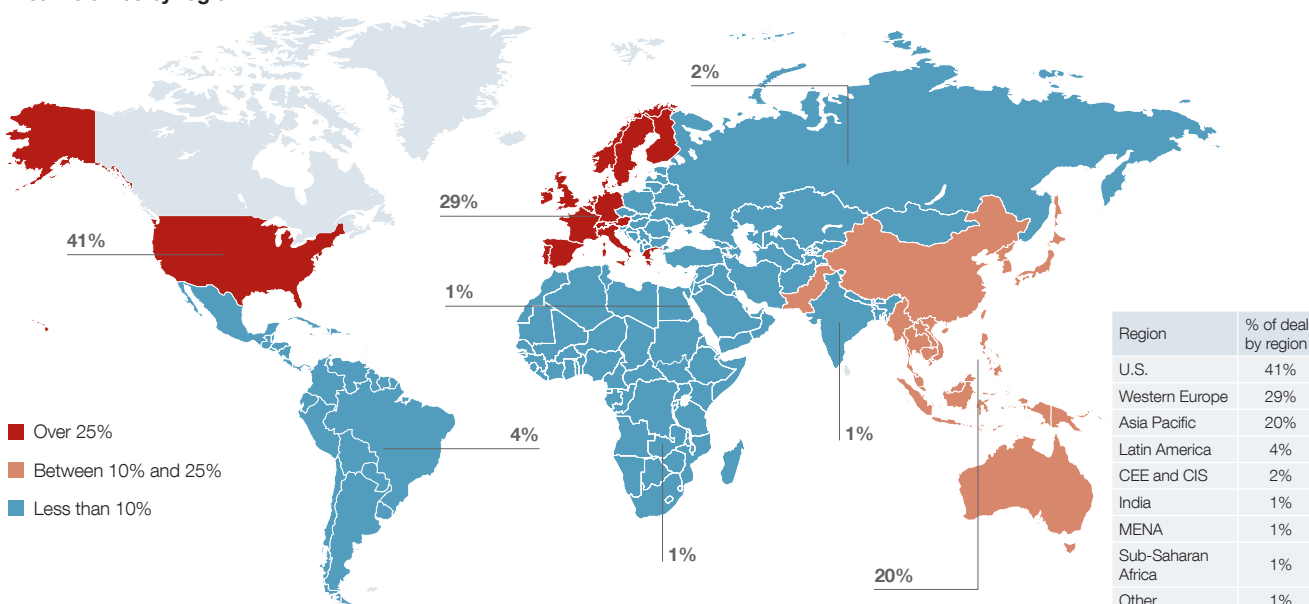 2%
29%
41%
1%
Region
% of deal
by region
U.S. 41%
Western Europe 29%
Asia Pacific 20%
Latin America 4%
CEE and CIS 2%
India 1%
MENA 1%
Sub-Saharan
Africa 1%
Other 1%
Over 25%
Between 10% and 25%
Less than 10%
4%
1%
1%
20%